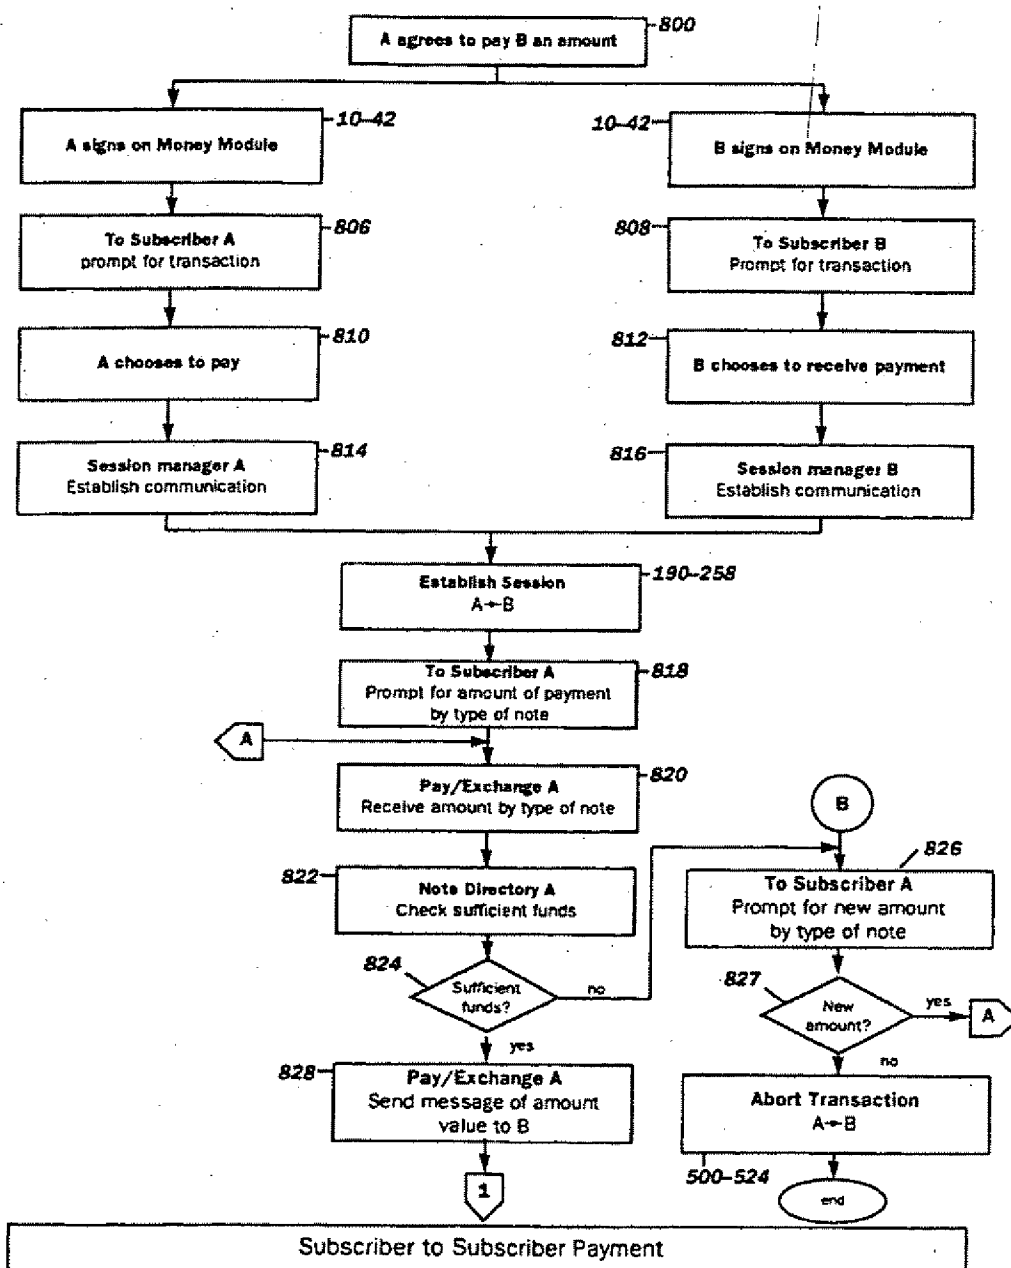 A agrees to pay B an amount
800
A signs on Money Module
10-42
10-42
B signs on Money Module
To Subscriber A
prompt for transaction
806
808
To Subscriber B
Prompt for transaction
A chooses to pay
810
812
B chooses to receive payment
Session manager A
Establish communication
814
816
Session manager B
Establish communication
Establish Session
A→B
190-258
To Subscriber A
Prompt for amount of payment
by type of note
818
A
Pay/Exchange A
Receive amount by type of note
820
B
822
Note Directory A
Check sufficient funds
826
To Subscriber A
Prompt for new amount
by type of note
824
Sufficient
funds?
no
yes
827
New
amount?
yes
A
no
828
Pay/Exchange A
Send message of amount
value to B
Abort Transaction
A→B
500-524
1
end
Subscriber to Subscriber Payment